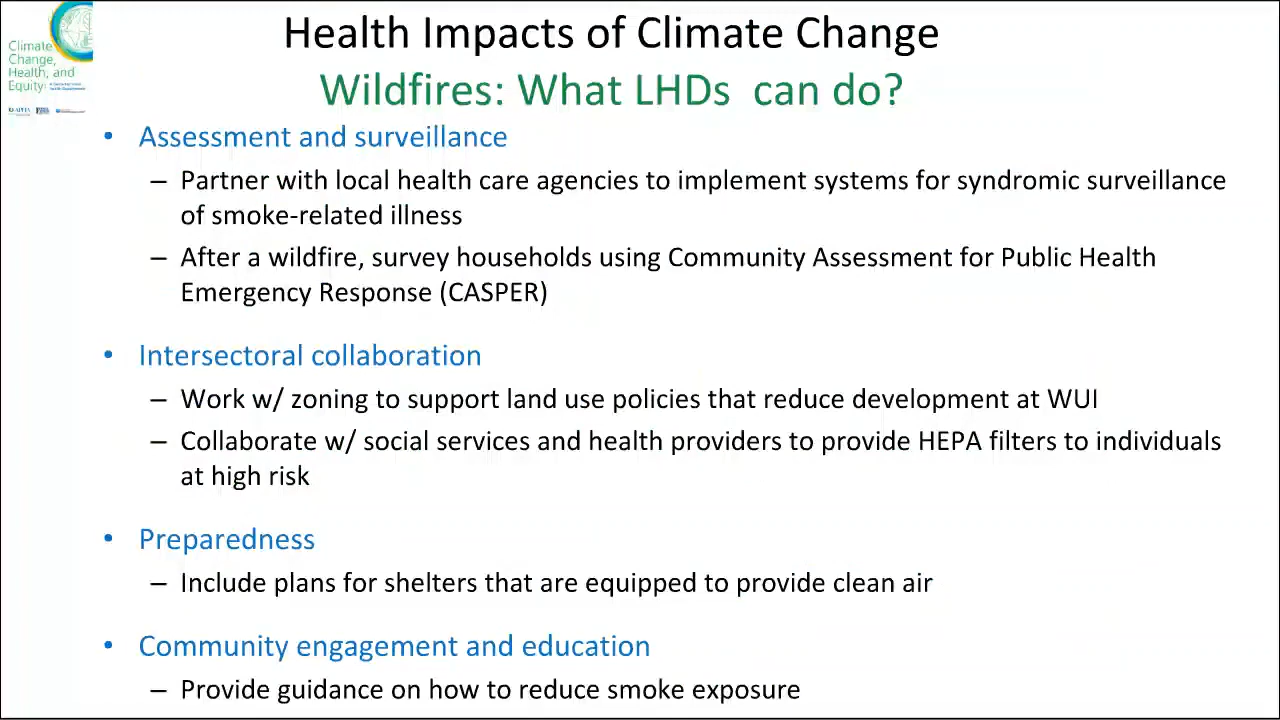 Health Impacts of Climate Change
Wildfires: What LHDs can do?
Climate
Change,
Health, and
Equity:
• Assessment and surveillance
– Partner with local health care agencies to implement systems for syndromic surveillance
of smoke-related illness
– After a wildfire, survey households using Community Assessment for Public Health
Emergency Response (CASPER)
• Intersectoral collaboration
– Work w/ zoning to support land use policies that reduce development at WUI
– Collaborate w/ social services and health providers to provide HEPA filters to individuals
at high risk
• Preparedness
– Include plans for shelters that are equipped to provide clean air
• Community engagement and education
– Provide guidance on how to reduce smoke exposure